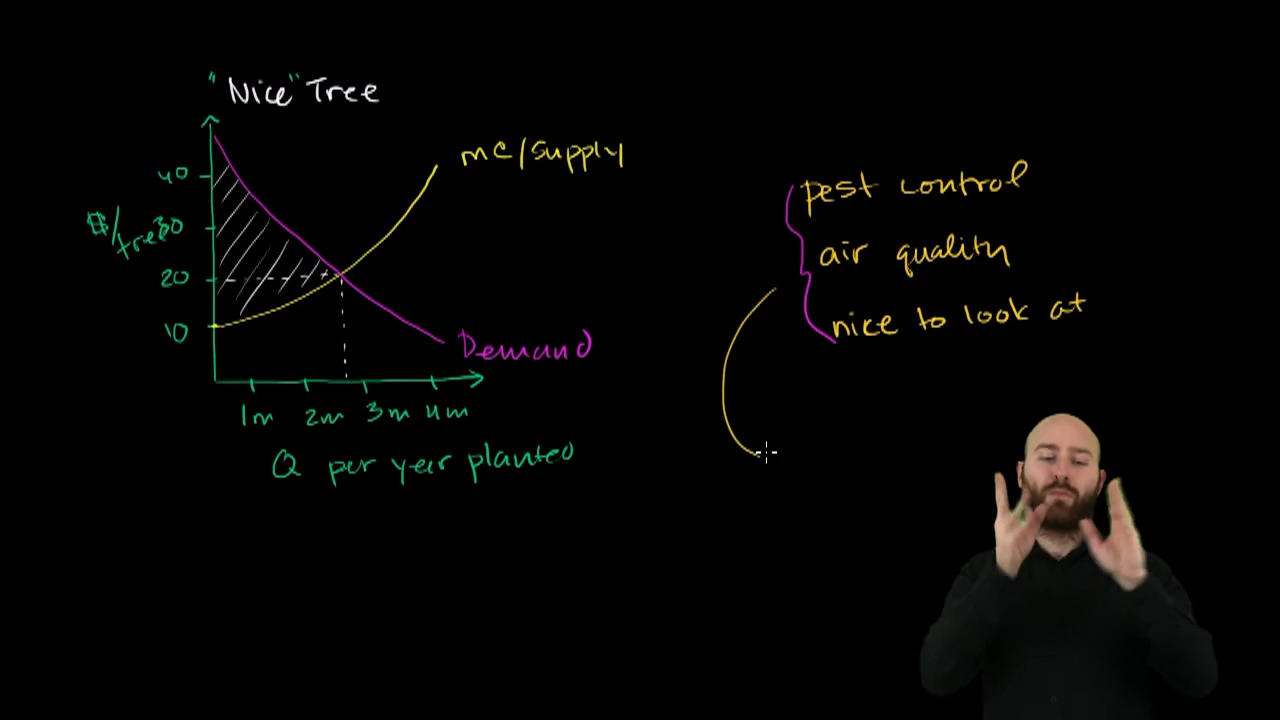 "Nice" Tree
mc/supply
40
$/tree
30
20
10
Demand
1m 2m 3m 4m
Q per year planted
pest control
air quality
nice to look at